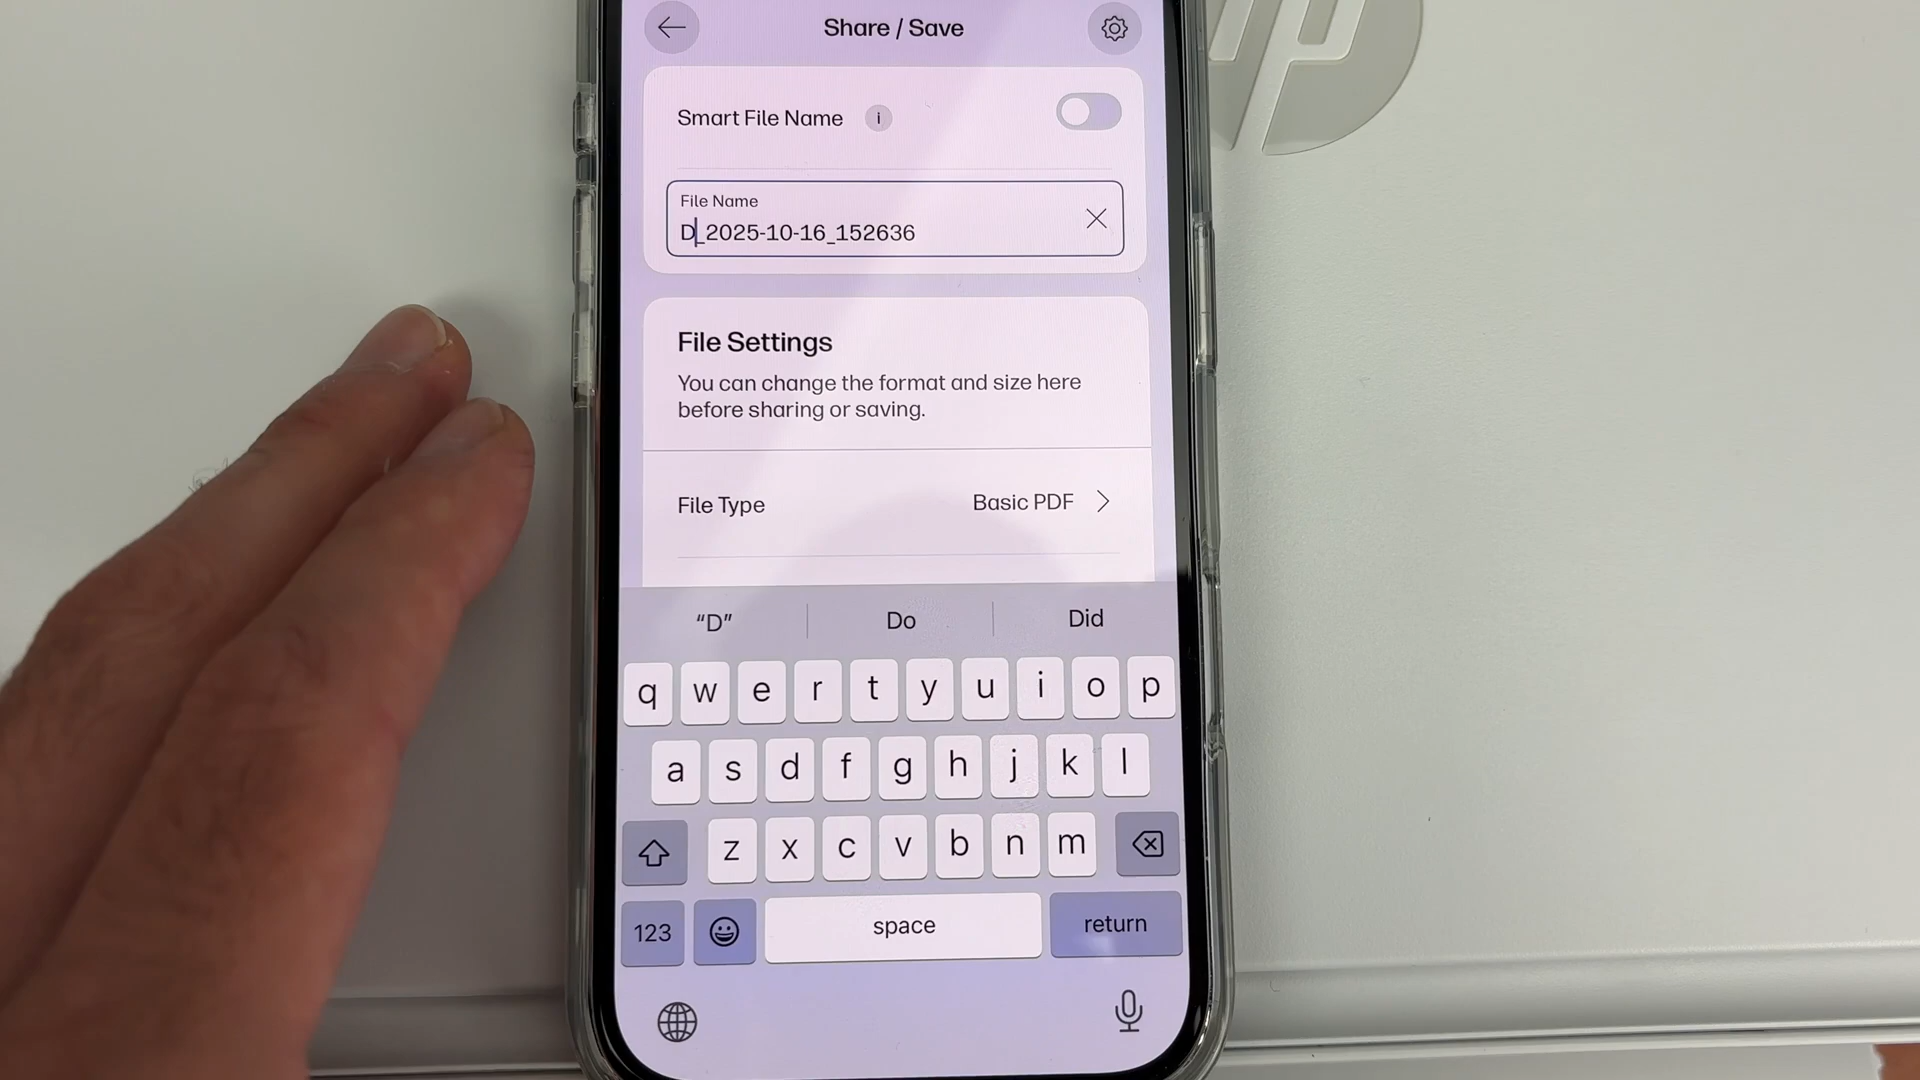 Share / Save
Smart File Name i
File Name
D_2025-10-16_152636
File Settings
You can change the format and size here
before sharing or saving.
File Type Basic PDF
“D” Do Did
q w e r t y u i o p
a s d f g h j k l
z x c v b n m
123 space return
hp